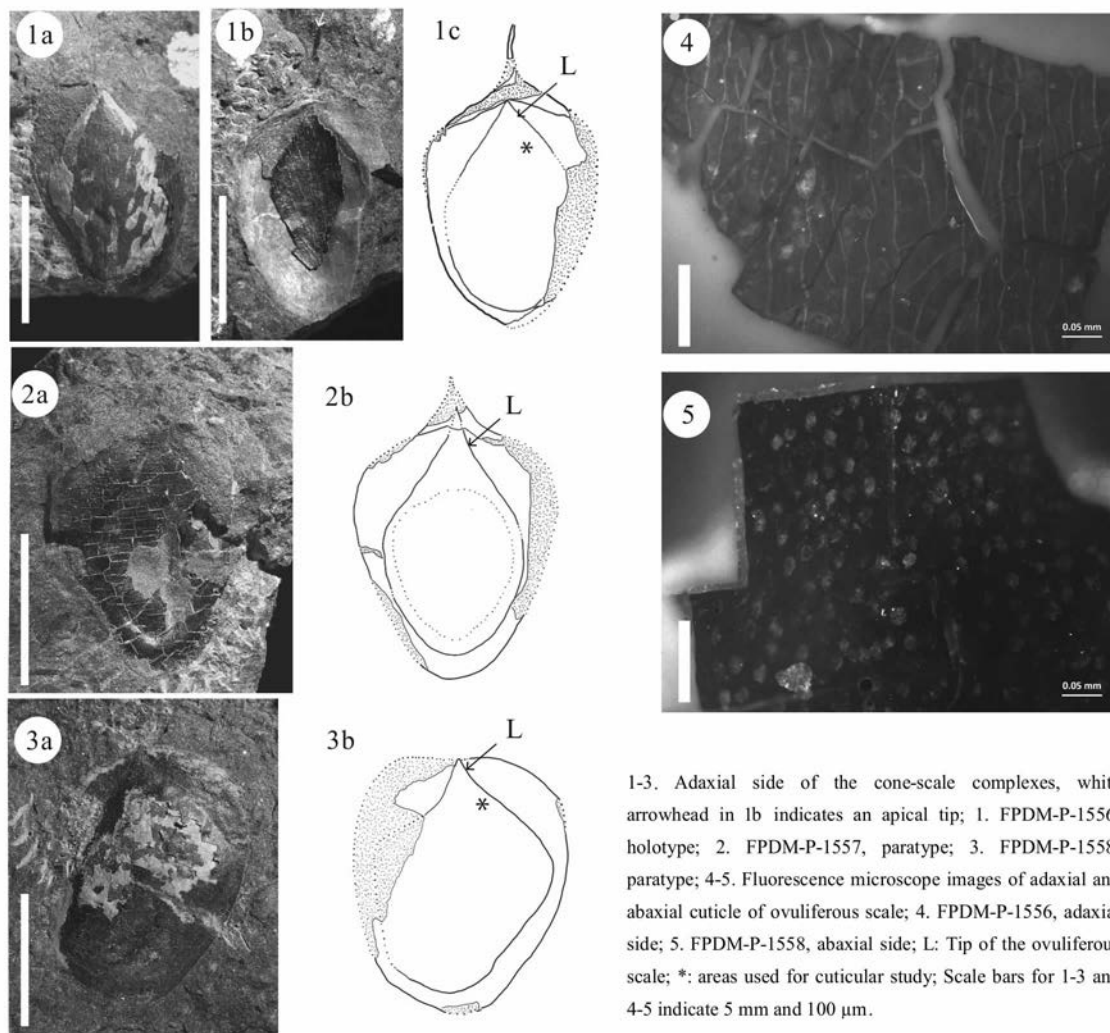 1a
1b
1c
L
*
2a
2b
L
3a
3b
L
*
4
0.05 mm
5
0.05 mm
1-3. Adaxial side of the cone-scale complexes, whit
arrowhead in 1b indicates an apical tip; 1. FPDM-P-1556
holotype; 2. FPDM-P-1557, paratype; 3. FPDM-P-1558
paratype; 4-5. Fluorescence microscope images of adaxial an
abaxial cuticle of ovuliferous scale; 4. FPDM-P-1556, adaxia
side; 5. FPDM-P-1558, abaxial side; L: Tip of the ovuliferou
scale; *: areas used for cuticular study; Scale bars for 1-3 an
4-5 indicate 5 mm and 100 μm.